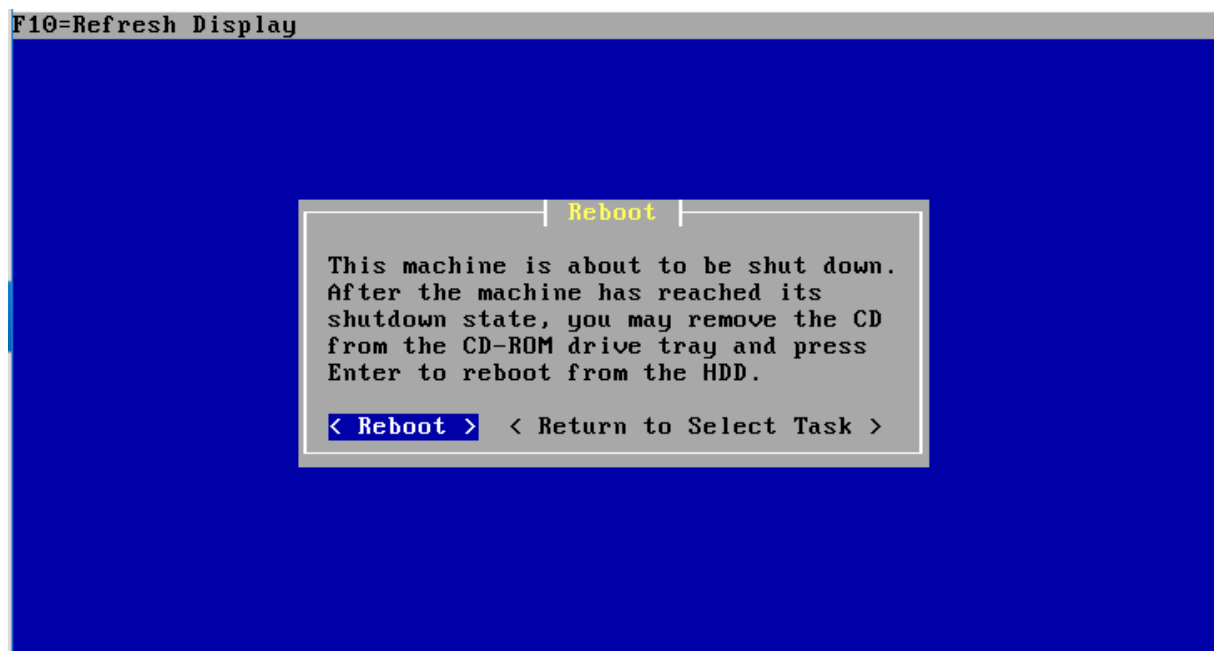 F10=Refresh Display
Reboot
This machine is about to be shut down.
After the machine has reached its
shutdown state, you may remove the CD
from the CD-ROM drive tray and press
Enter to reboot from the HDD.
< Reboot > < Return to Select Task >